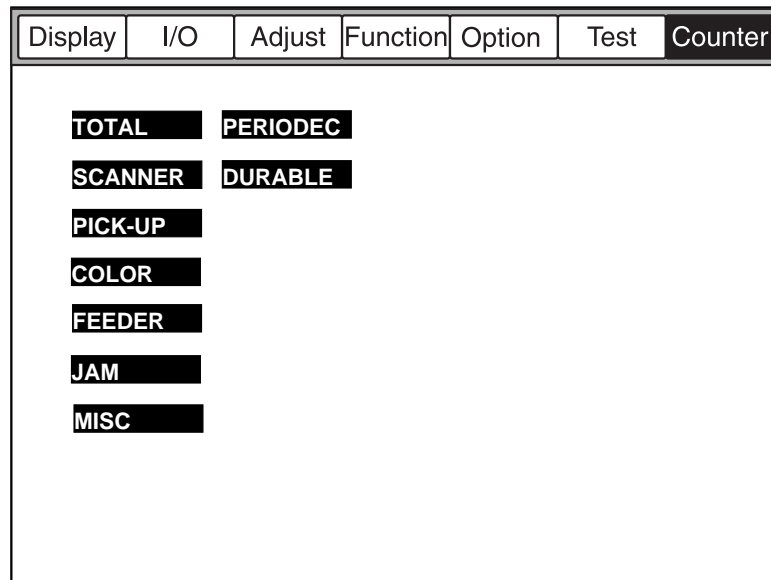 Display I/O Adjust Function Option Test Counter
TOTAL PERIODEC
SCANNER DURABLE
PICK-UP
COLOR
FEEDER
JAM
MISC